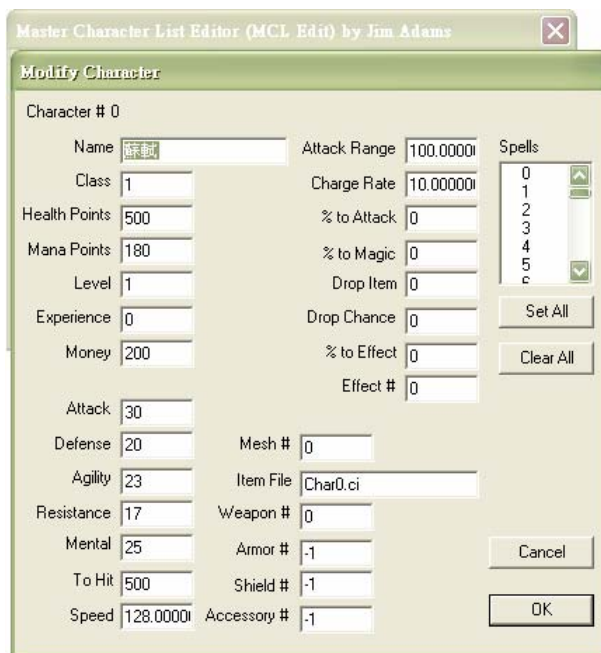 Master Character List Editor (MCL Edit) by Jim Adams
Modify Character
Character # 0
Name 蘇軾
Class 1
Health Points 500
Mana Points 180
Level 1
Experience 0
Money 200
Attack 30
Defense 20
Agility 23
Resistance 17
Mental 25
To Hit 500
Speed 128.0000
Attack Range 100.0000
Charge Rate 10.00000
% to Attack 0
% to Magic 0
Drop Item 0
Drop Chance 0
% to Effect 0
Effect # 0
Mesh # 0
Item File Char0.ci
Weapon # 0
Armor # -1
Shield # -1
Accessory # -1
Spells
0
1
2
3
4
5
Set All
Clear All
Cancel
OK